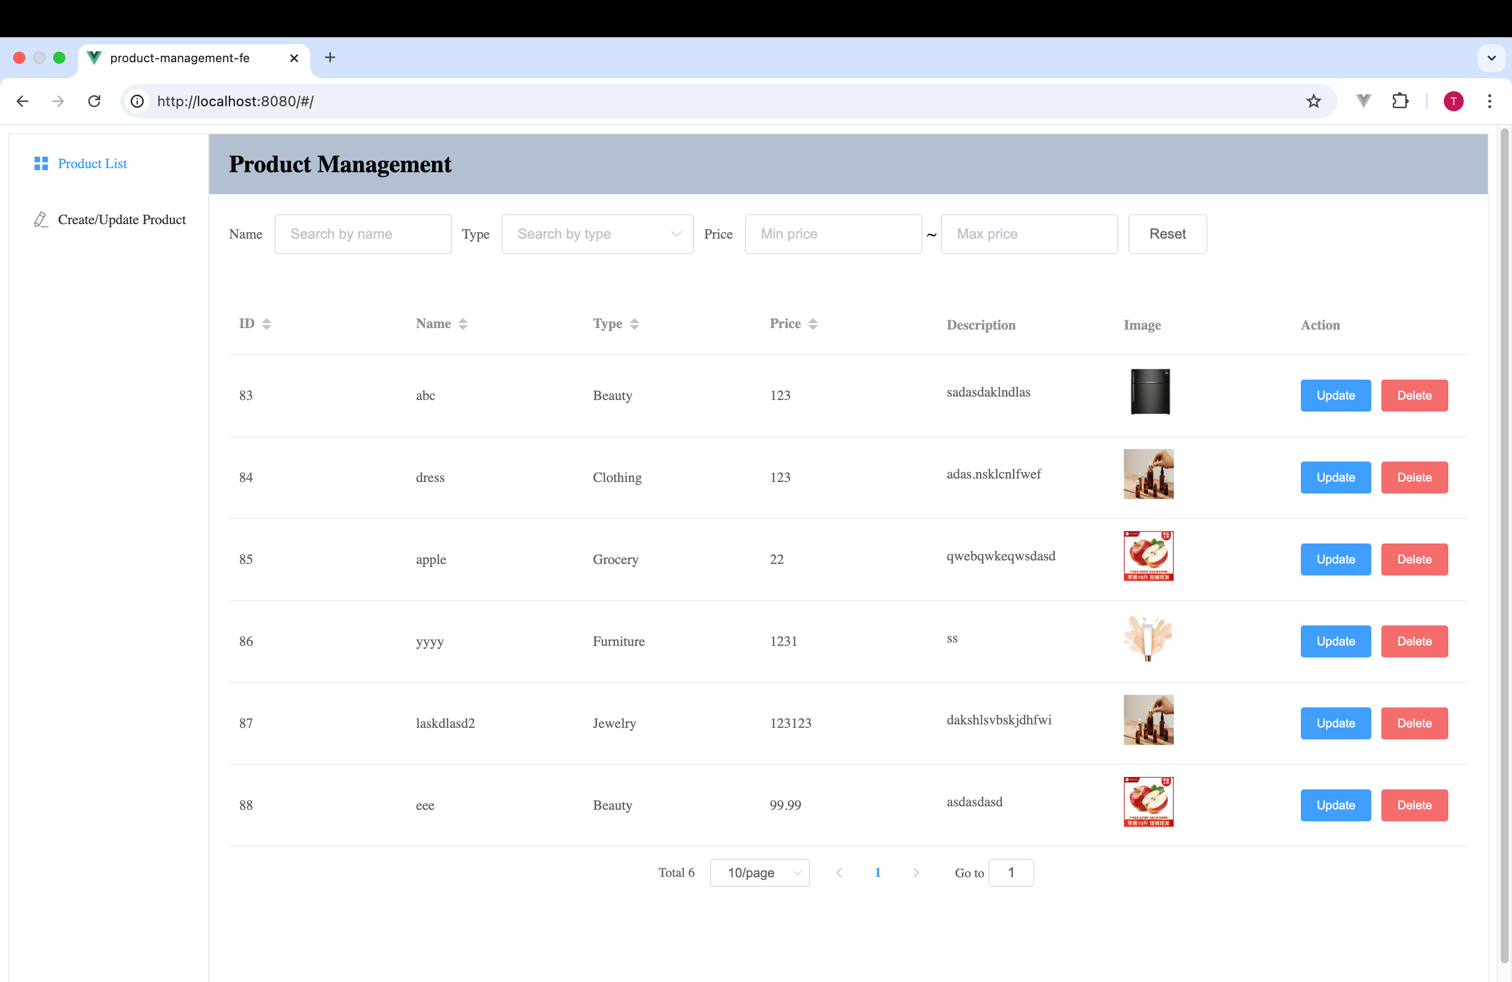 product-management-fe
http://localhost:8080/#/
T
Product List
Create/Update Product
Product Management
Name Search by name Type Search by type Price Min price ~ Max price Reset
ID Name Type Price Description Image Action
83 abc Beauty 123 sadasdaklndlas Update Delete
84 dress Clothing 123 adas.nsklcnlfwef Update Delete
85 apple Grocery 22 qwebqwkeqwsdasd Update Delete
86 yyyy Furniture 1231 ss Update Delete
87 laskdlasd2 Jewelry 123123 dakshlsvbskjdhfwi Update Delete
88 eee Beauty 99.99 asdasdasd Update Delete
Total 6 10/page 1 Go to 1